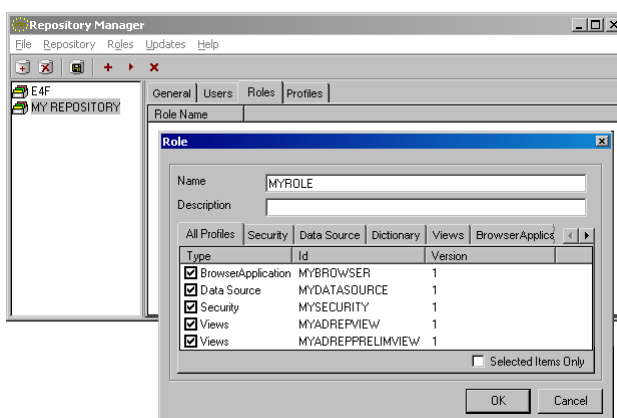 Repository Manager
File Repository Roles Updates Help
E4F
MY REPOSITORY
General Users Roles Profiles
Role Name
Role
Name MYROLE
Description
All Profiles Security Data Source Dictionary Views BrowserApplica
Type Id Version
BrowserApplication MYBROWSER 1
Data Source MYDATASOURCE 1
Security MYSECURITY 1
Views MYADREPVIEW 1
Views MYADREPPRELIMVIEW 1
Selected Items Only
OK Cancel